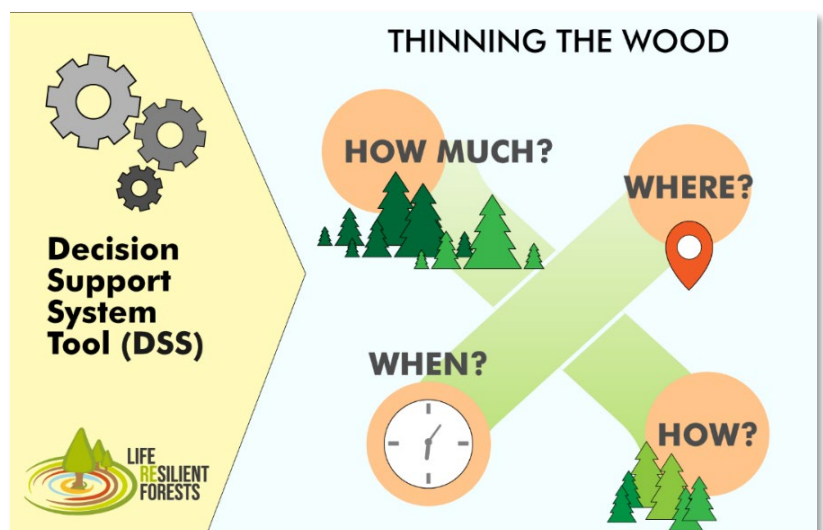 THINNING THE WOOD
HOW MUCH?
WHERE?
Decision
Support
System
Tool (DSS)
WHEN?
HOW?
LIFE
RESILIENT
FORESTS